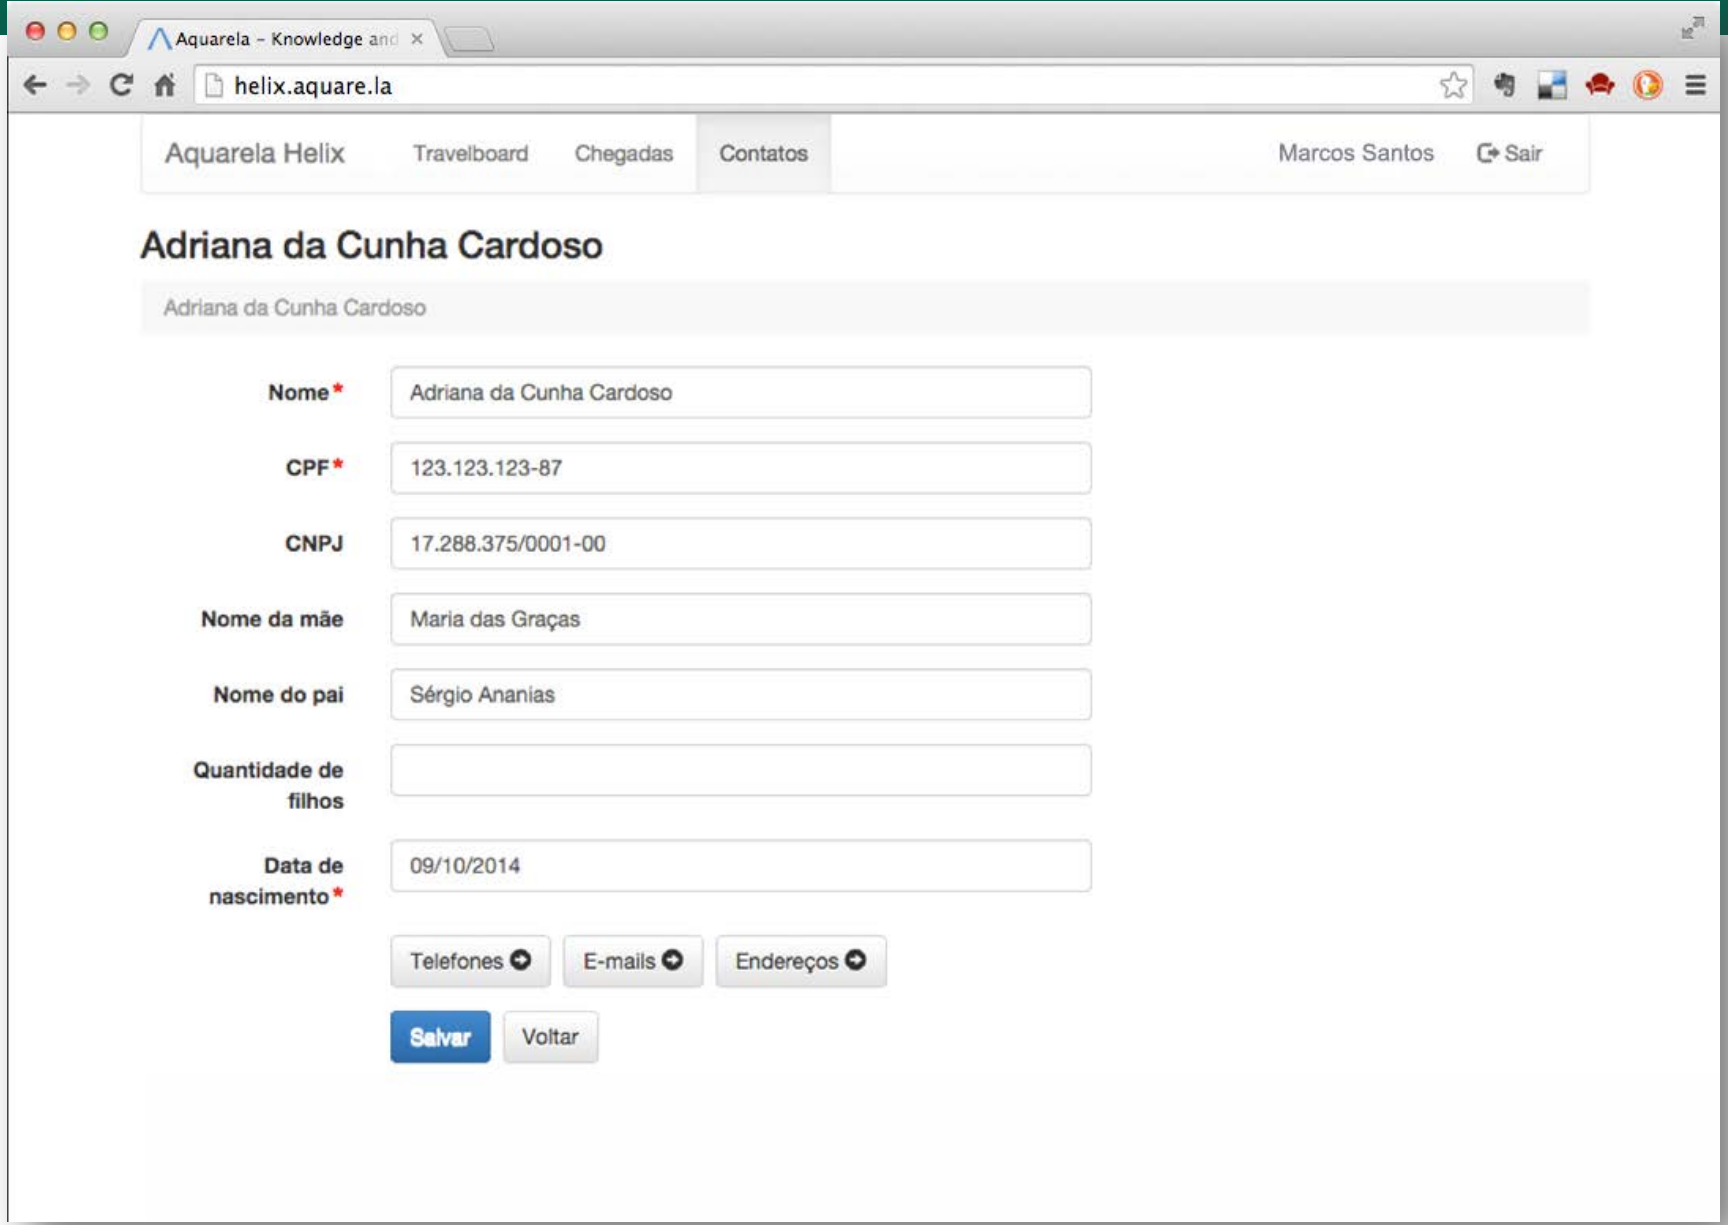 Aquarela – Knowledge and
helix.aquare.la
Aquarela Helix Travelboard Chegadas Contatos Marcos Santos Sair
Adriana da Cunha Cardoso
Adriana da Cunha Cardoso
Nome* Adriana da Cunha Cardoso
CPF* 123.123.123-87
CNPJ 17.288.375/0001-00
Nome da mãe Maria das Graças
Nome do pai Sérgio Ananias
Quantidade de
filhos
Data de 09/10/2014
nascimento*
Telefones E-mails Endereços
Salvar Voltar